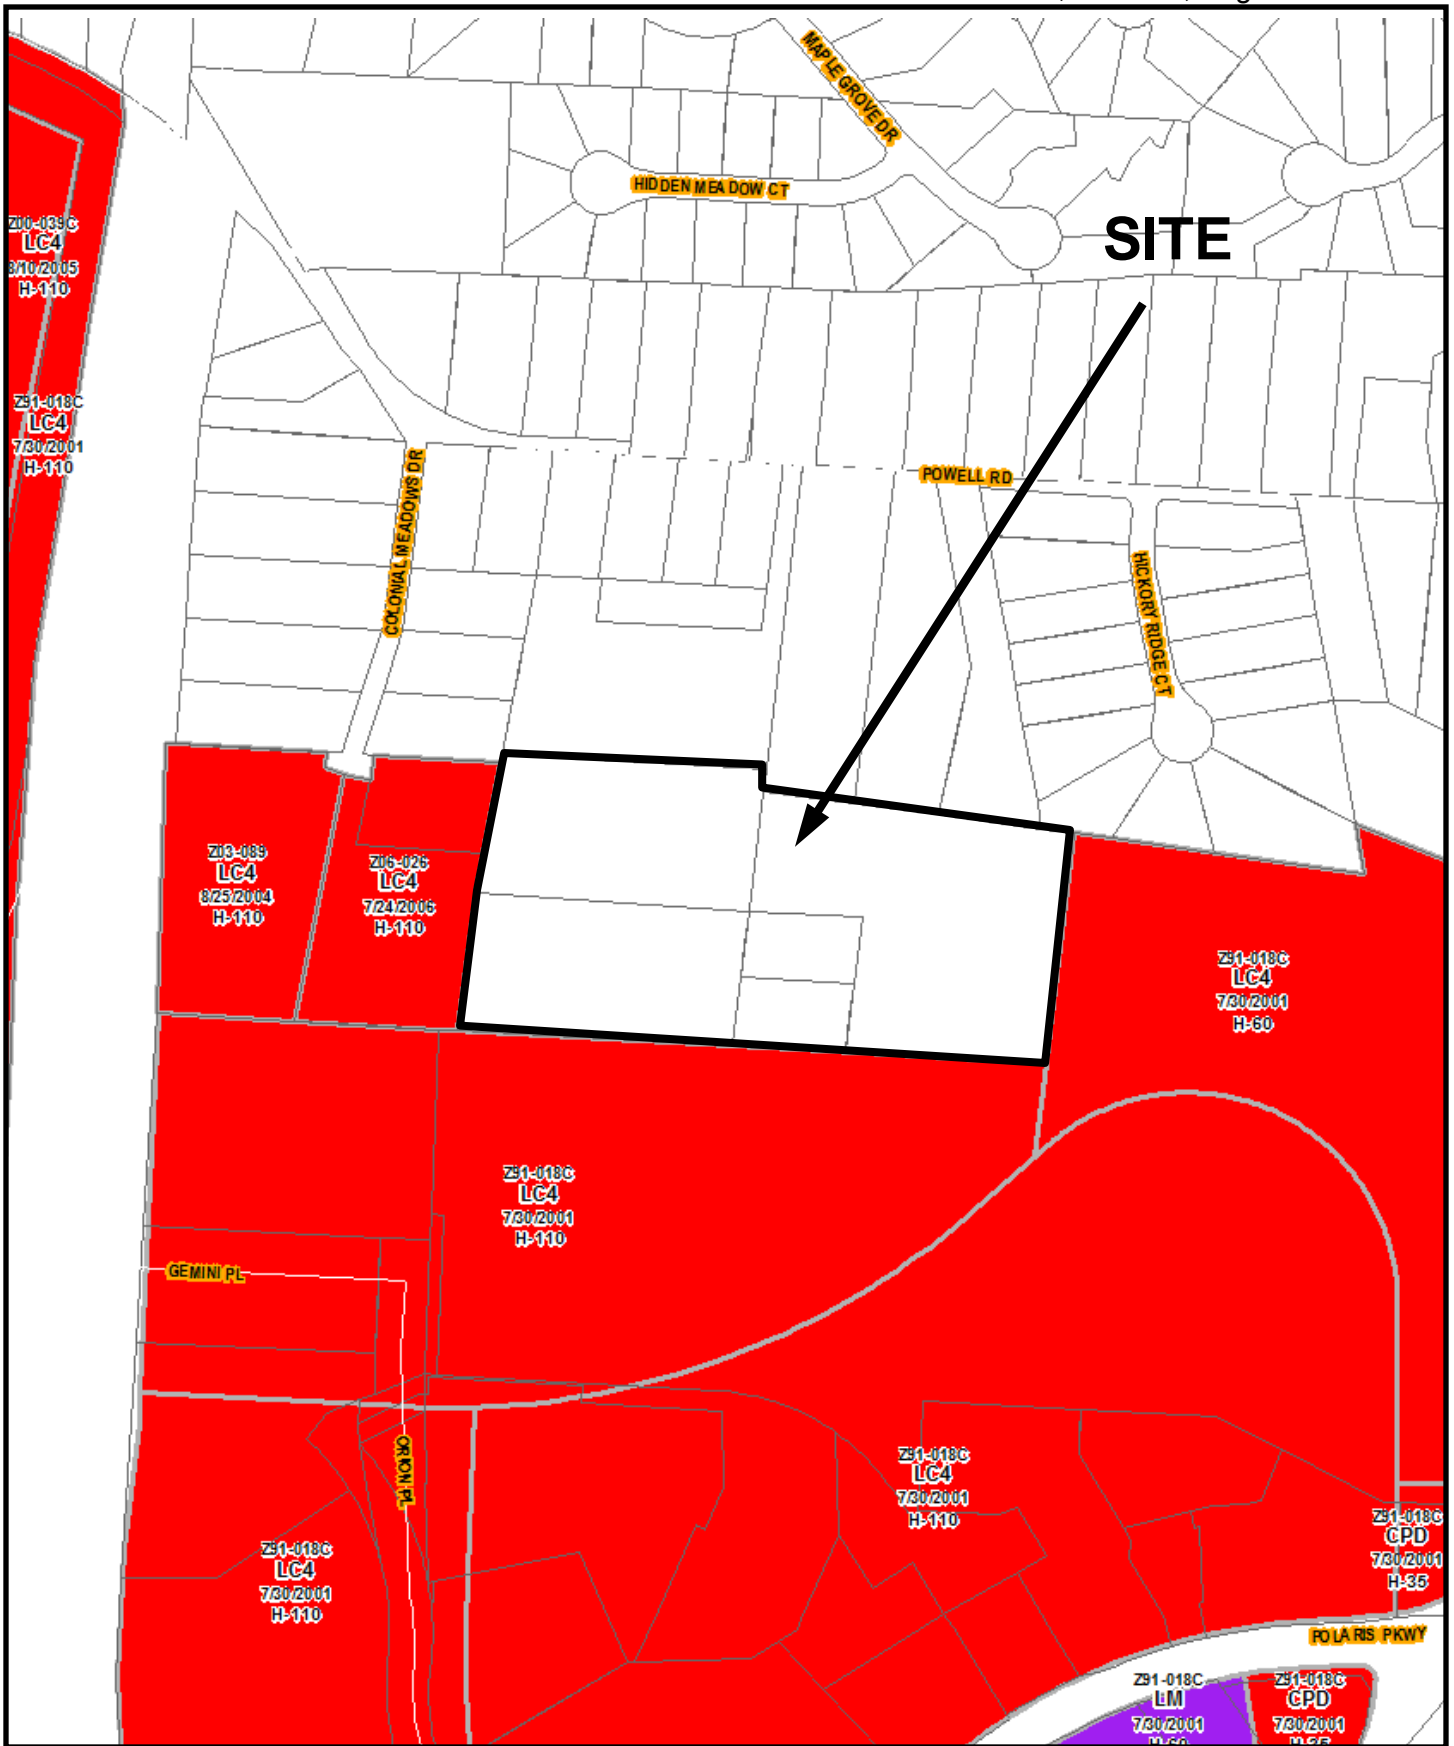 MAPLE GROVE DR
HIDDEN MEADOW CT
SITE
Z00-039C
LC4
8/10/2005
H-110
Z91-018C
LC4
7/30/2001
H-110
COLONIAL MEADOWS DR
POWELL RD
HICKORY RIDGE CT
Z03-089
LC4
8/25/2004
H-110
Z06-026
LC4
7/24/2006
H-110
Z91-018C
LC4
7/30/2001
H-60
Z91-018C
LC4
7/30/2001
H-110
GEMINI PL
ORION PL
Z91-018C
LC4
7/30/2001
H-110
Z91-018C
LC4
7/30/2001
H-110
Z91-018C
CPD
7/30/2001
H-35
POLARIS PKWY
Z91-018C
LM
7/30/2001
H-60
Z91-018C
CPD
7/30/2001
H-35